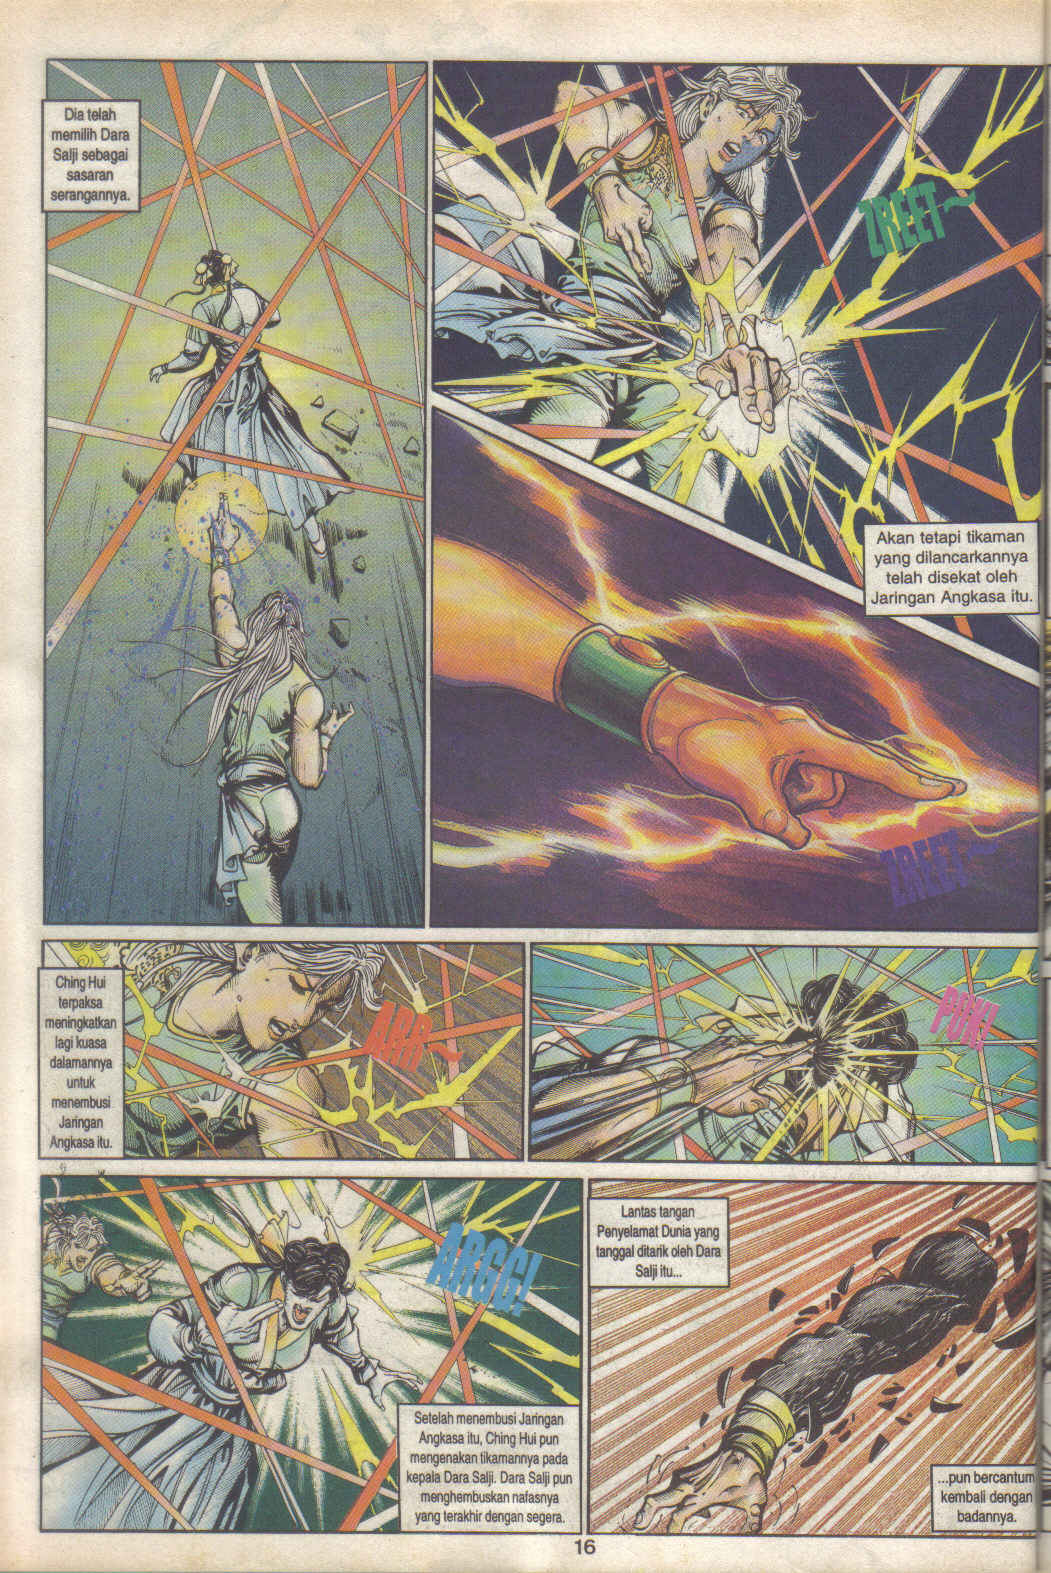 Dia telah
memilih Dara
Salji sebagai
sasaran
serangannya.
ZREET~
Akan tetapi tikaman
yang dilancarkannya
telah disekat oleh
Jaringan Angkasa itu.
ZREET~
Ching Hui
terpaksa
meningkatkan
lagi kuasa
dalamannya
untuk
menembusi
Jaringan
Angkasa itu.
ARR~
PUK!
ARGG!
Setelah menembusi Jaringan
Angkasa itu, Ching Hui pun
mengenakan tikamannya pada
kepala Dara Salji. Dara Salji pun
menghembuskan nafasnya
yang terakhir dengan segera.
Lantas tangan
Penyelamat Dunia yang
tanggal ditarik oleh Dara
Salji itu...
...pun bercantum
kembali dengan
badannya.
16